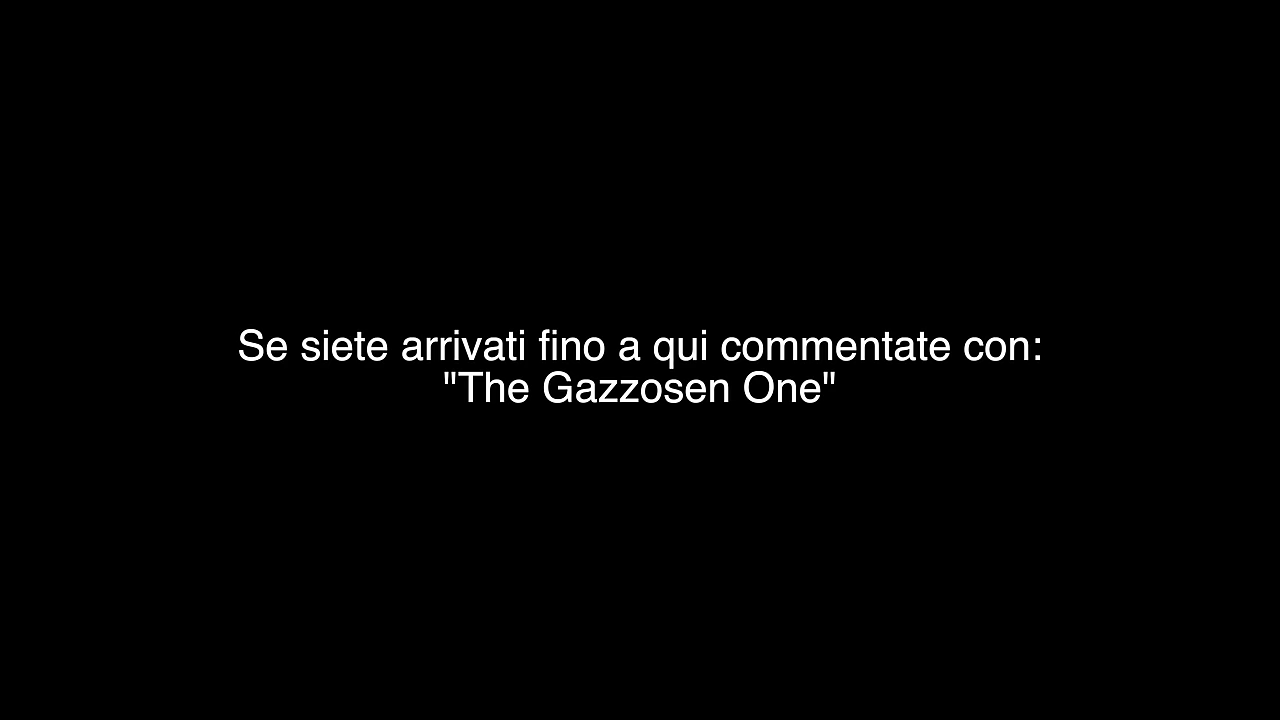 Se siete arrivati fino a qui commentate con:
"The Gazzosen One"